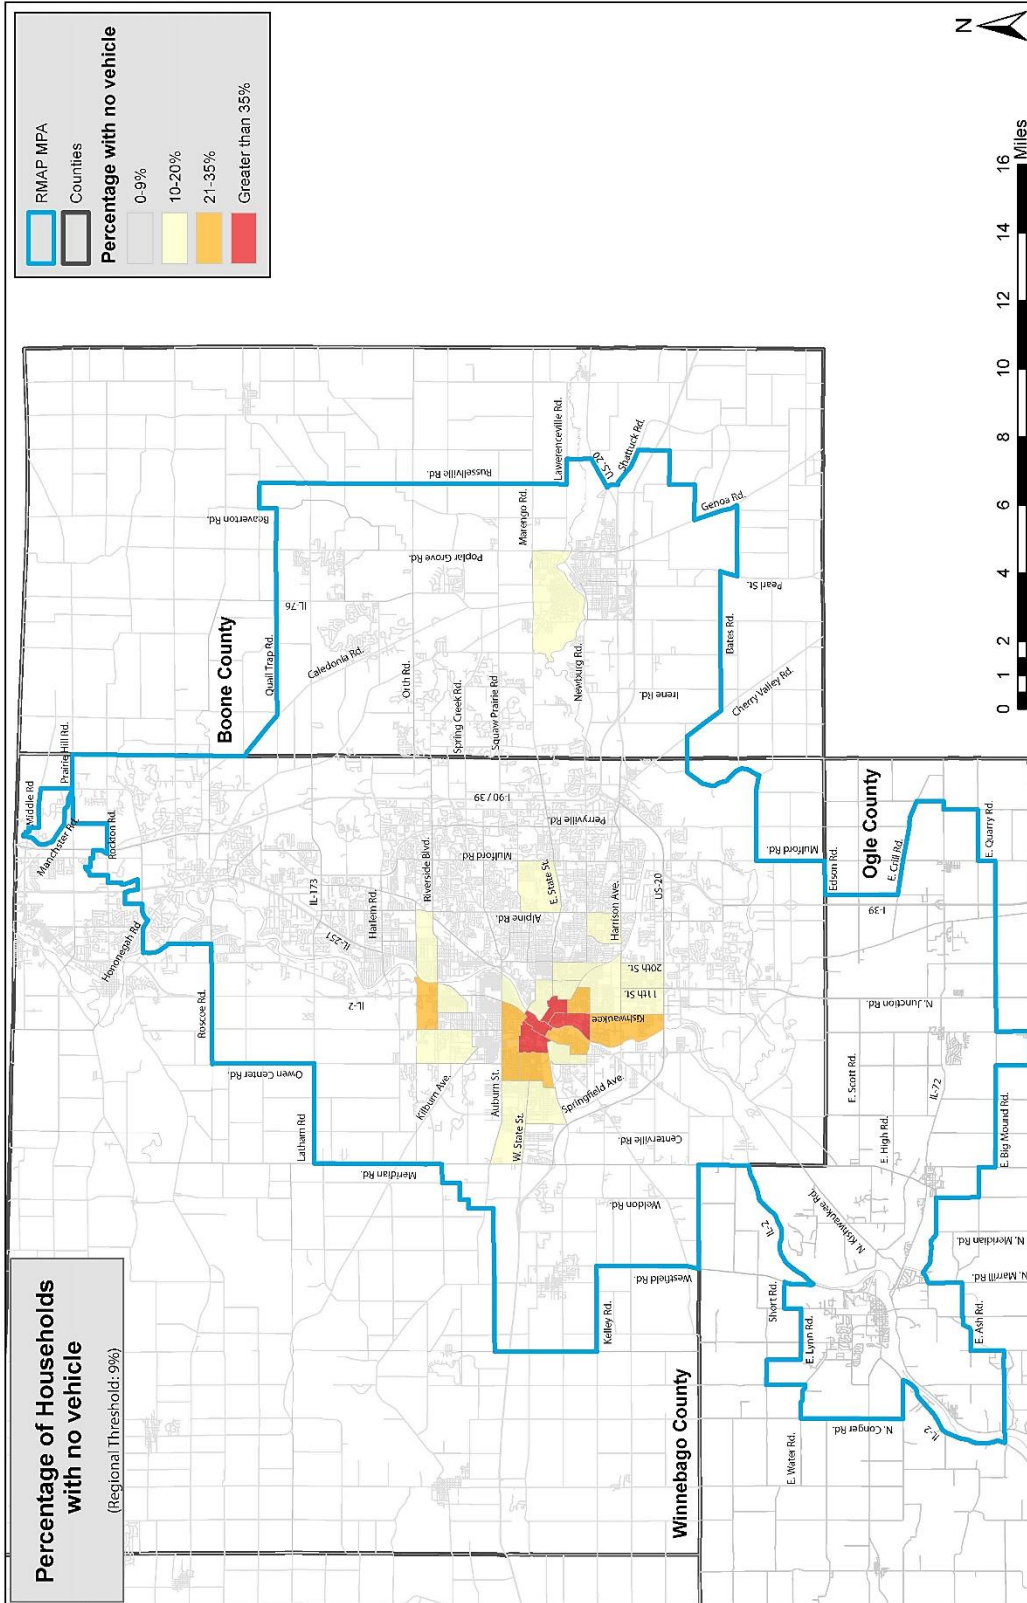 Percentage of Households
with no vehicle
(Regional Threshold: 9%)
RMAP MPA
Counties
Percentage with no vehicle
0-9%
10-20%
21-35%
Greater than 35%
Middle Rd
Prairie Hill Rd.
Manchster Rd.
Rockton Rd.
Hononegah Rd
Boone County
Beaverton Rd.
Quail Trap Rd.
IL-76
Roscoe Rd.
Owen Center Rd.
Latham Rd
IL-173
Caledonia Rd.
IL-251
IL-2
Harlem Rd.
Meridian Rd.
Orth Rd.
Poplar Grove Rd.
Russellville Rd.
Riverside Blvd.
Kilburn Ave.
Spring Creek Rd.
Squaw Prairie Rd
I-90 / 39
Mulford Rd.
Auburn St.
Alpine Rd.
E. State St.
Marengo Rd.
Lawerenceville Rd.
W. State St.
Perryville Rd.
Newburg Rd.
Springfield Ave.
Harrison Ave.
U.S. 20
Shattuck Rd.
Kelley Rd.
Weldon Rd.
Centerville Rd.
Kishwaukee
11th St.
20th St.
US-20
Irene Rd.
Westfield Rd.
Genoa Rd.
Bates Rd.
Cherry Valley Rd.
Pearl St.
Winnebago County
IL-2
Short Rd.
E. Lynn Rd.
E. Water Rd.
N. Kishwaukee Rd.
Mulford Rd.
Edson Rd.
Ogle County
E. Scott Rd.
N. Conger Rd.
E. High Rd.
N. Junction Rd.
I-39
E. Crill Rd.
IL-2
IL-72
N. Meridian Rd.
N. Marrill Rd.
E. Ash Rd.
E. Big Mound Rd.
E. Quarry Rd.
N
0 1 2 4 6 8 10 12 14 16
Miles